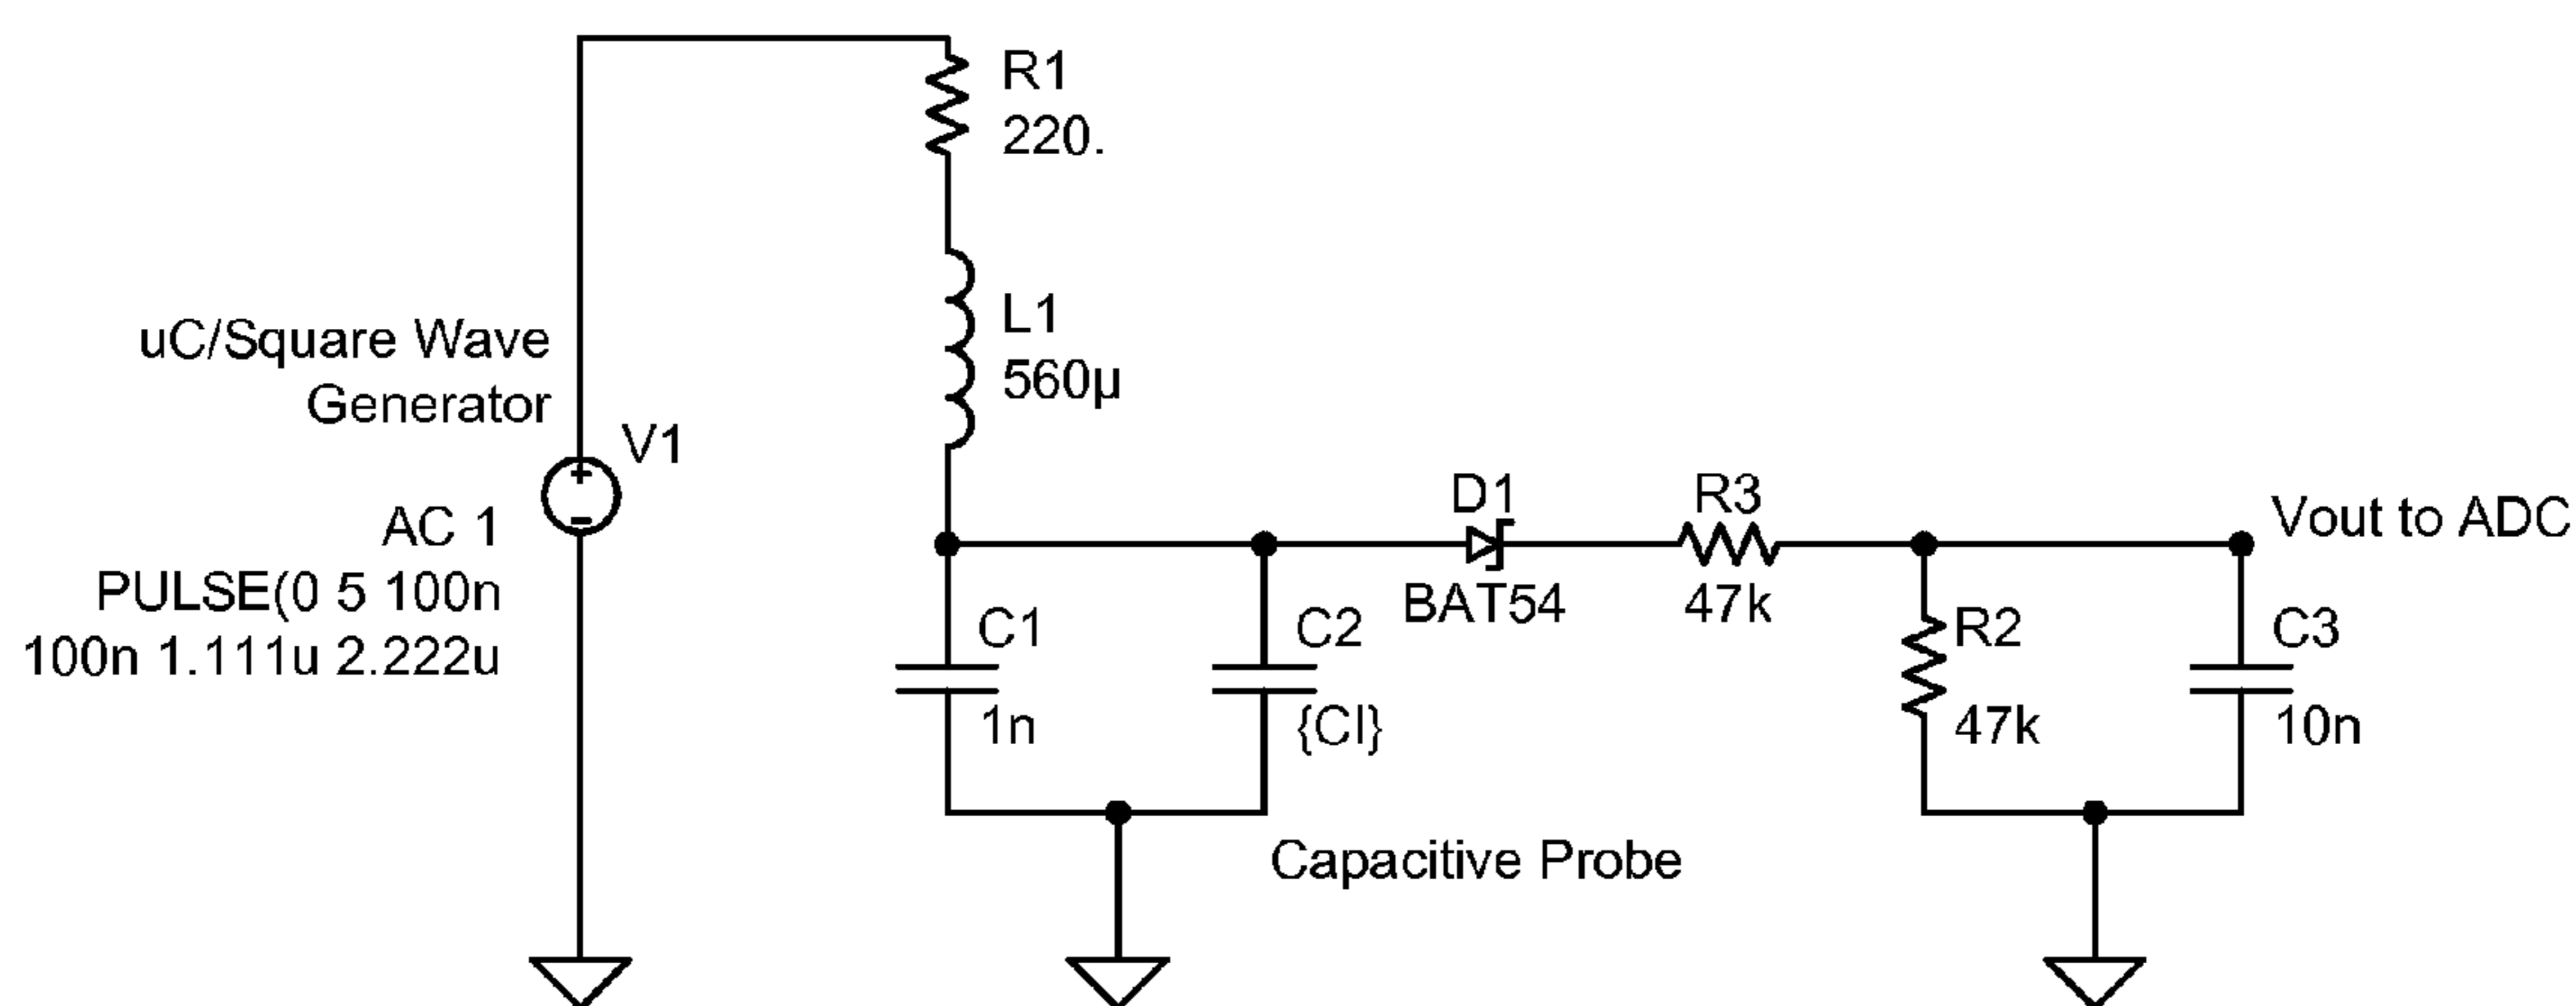 R1
220.
L1
560µ
uC/Square Wave
Generator
V1
AC 1
PULSE(0 5 100n
100n 1.111u 2.222u
C1
1n
C2
{Cl}
Capacitive Probe
D1
BAT54
R3
47k
R2
47k
C3
10n
Vout to ADC